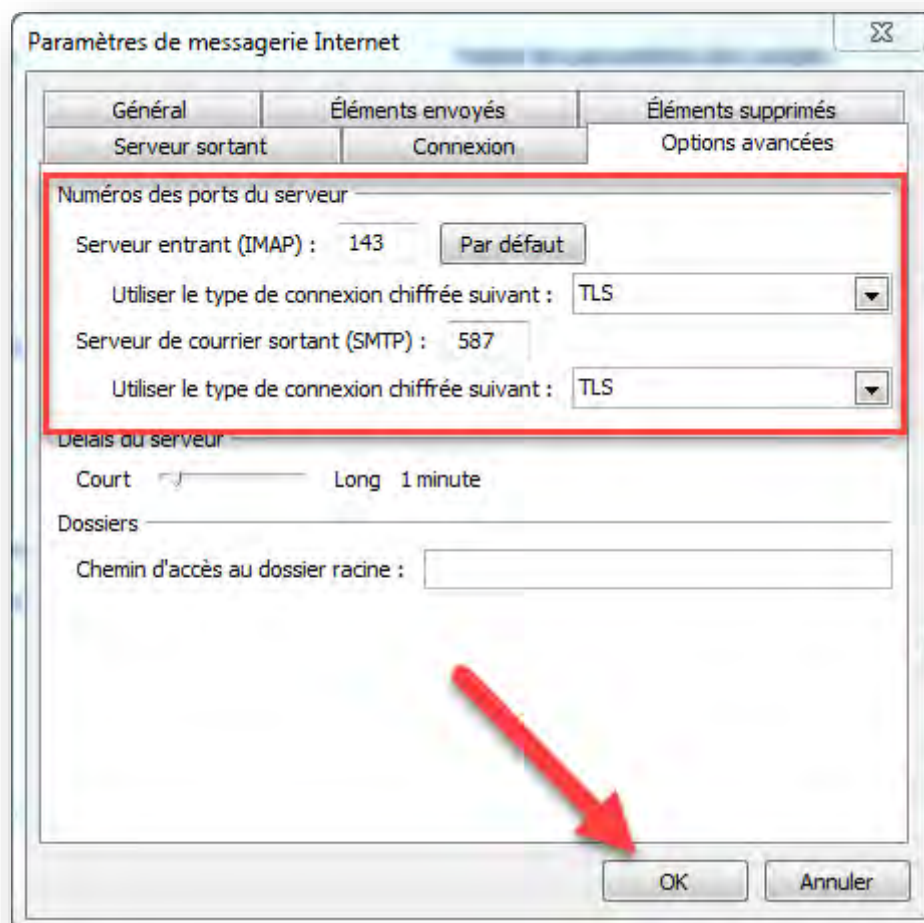 Paramètres de messagerie Internet
Général Éléments envoyés Éléments supprimés
Serveur sortant Connexion Options avancées
Numéros des ports du serveur
Serveur entrant (IMAP) : 143 Par défaut
Utiliser le type de connexion chiffrée suivant : TLS
Serveur de courrier sortant (SMTP) : 587
Utiliser le type de connexion chiffrée suivant : TLS
Délais du serveur
Court Long 1 minute
Dossiers
Chemin d'accès au dossier racine :
OK Annuler